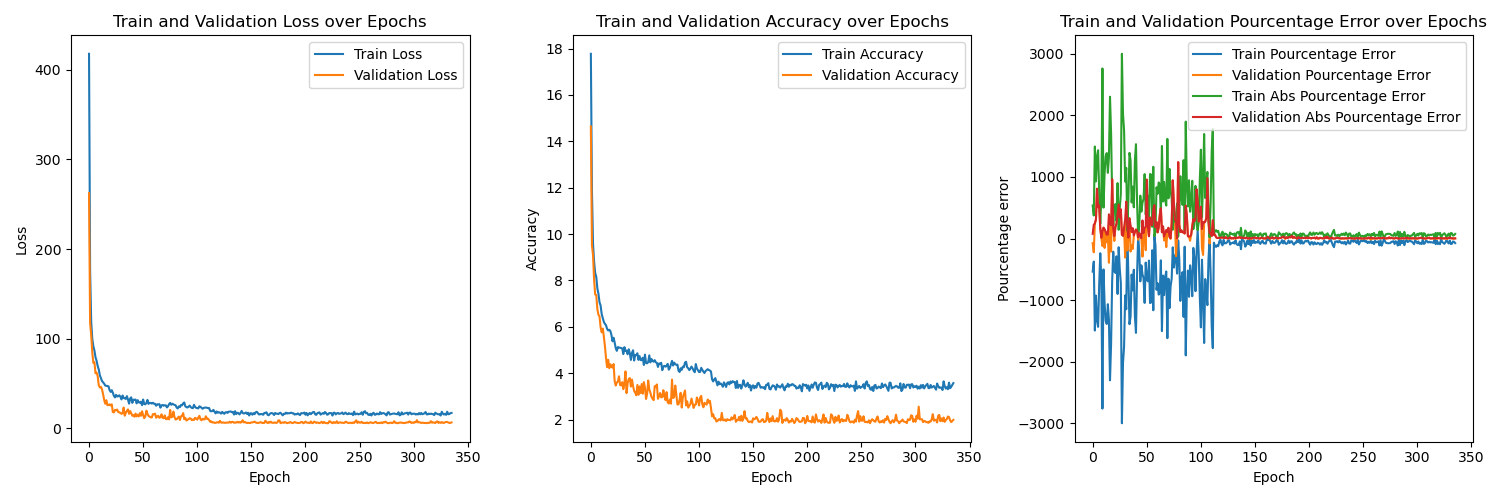 Train and Validation Loss over Epochs
Train Loss
Validation Loss
Loss
400
300
200
100
0
0 50 100 150 200 250 300 350
Epoch
Train and Validation Accuracy over Epochs
Train Accuracy
Validation Accuracy
Accuracy
18
16
14
12
10
8
6
4
2
0 50 100 150 200 250 300 350
Epoch
Train and Validation Pourcentage Error over Epochs
Train Pourcentage Error
Validation Pourcentage Error
Train Abs Pourcentage Error
Validation Abs Pourcentage Error
Pourcentage error
3000
2000
1000
0
−1000
−2000
−3000
0 50 100 150 200 250 300 350
Epoch